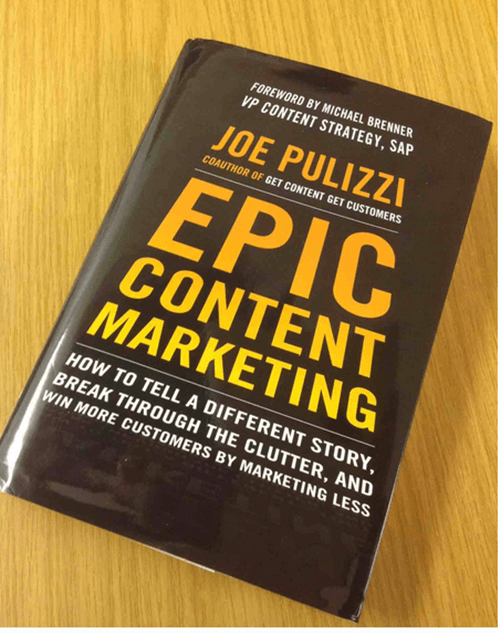 FOREWORD BY MICHAEL BRENNER
VP CONTENT STRATEGY, SAP
JOE PULIZZI
COAUTHOR OF GET CONTENT GET CUSTOMERS
EPIC
CONTENT
MARKETING
HOW TO TELL A DIFFERENT STORY,
BREAK THROUGH THE CLUTTER, AND
WIN MORE CUSTOMERS BY MARKETING LESS